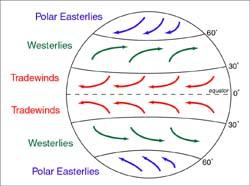 Polar Easterlies
60°
Westerlies
30°
Tradewinds
equator
0°
Tradewinds
30°
Westerlies
60°
Polar Easterlies